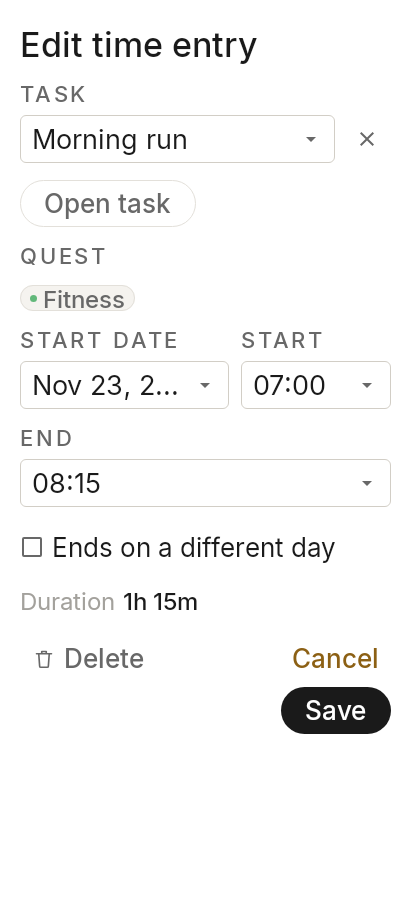 Edit time entry
TASK
Morning run
Open task
QUEST
Fitness
START DATE START
Nov 23, 2... 07:00
END
08:15
Ends on a different day
Duration 1h 15m
Delete Cancel
Save